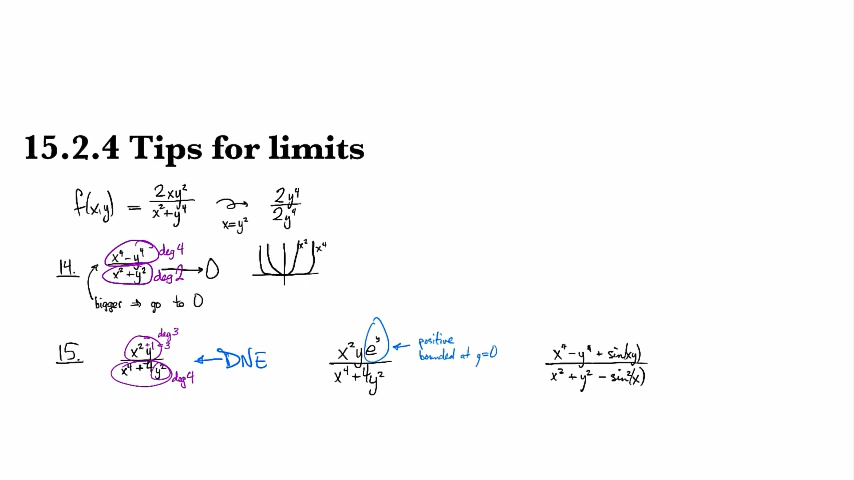 15.2.4 Tips for limits
f(x,y) = 2xy² / x²+y⁴ x=y² 2y⁴ / 2y⁴
14. x⁴-y⁴ / x²+y² deg 4 deg 2 → 0 x² x⁴
bigger ⇒ go to 0
15. x²y¹ / x⁴+4y² deg 3 deg 4 ← DNE
x²ye^y / x⁴+4y² ← positive bounded at y=0
x⁴-y⁴+sin(xy) / x²+y²-sin²(x)